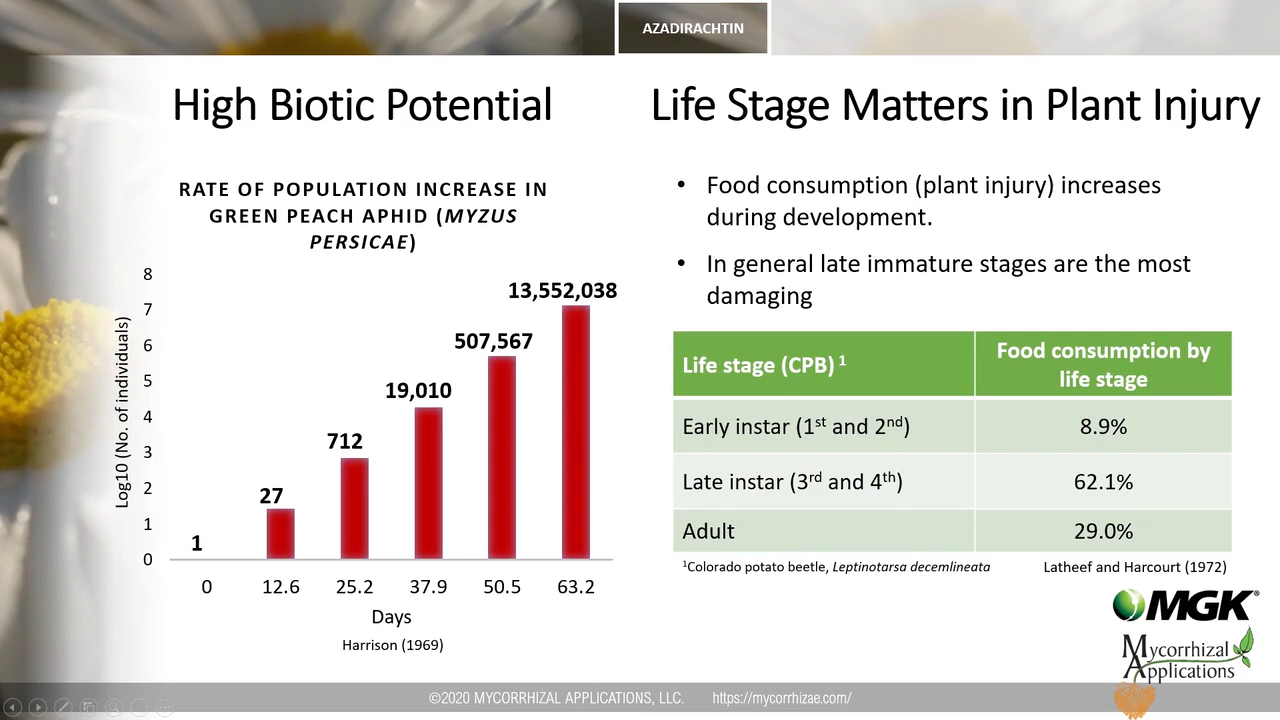 AZADIRACHTIN
High Biotic Potential
RATE OF POPULATION INCREASE IN
GREEN PEACH APHID (MYZUS
PERSICAE)
Log10 (No. of individuals)
8
7
6
5
4
3
2
1
0
1
27
712
19,010
507,567
13,552,038
0 12.6 25.2 37.9 50.5 63.2
Days
Harrison (1969)
Life Stage Matters in Plant Injury
• Food consumption (plant injury) increases
during development.
• In general late immature stages are the most
damaging
Life stage (CPB) ¹ Food consumption by
life stage
Early instar (1st and 2nd) 8.9%
Late instar (3rd and 4th) 62.1%
Adult 29.0%
¹Colorado potato beetle, Leptinotarsa decemlineata Latheef and Harcourt (1972)
MGK®
Mycorrhizal
Applications
©2020 MYCORRHIZAL APPLICATIONS, LLC. https://mycorrhizae.com/